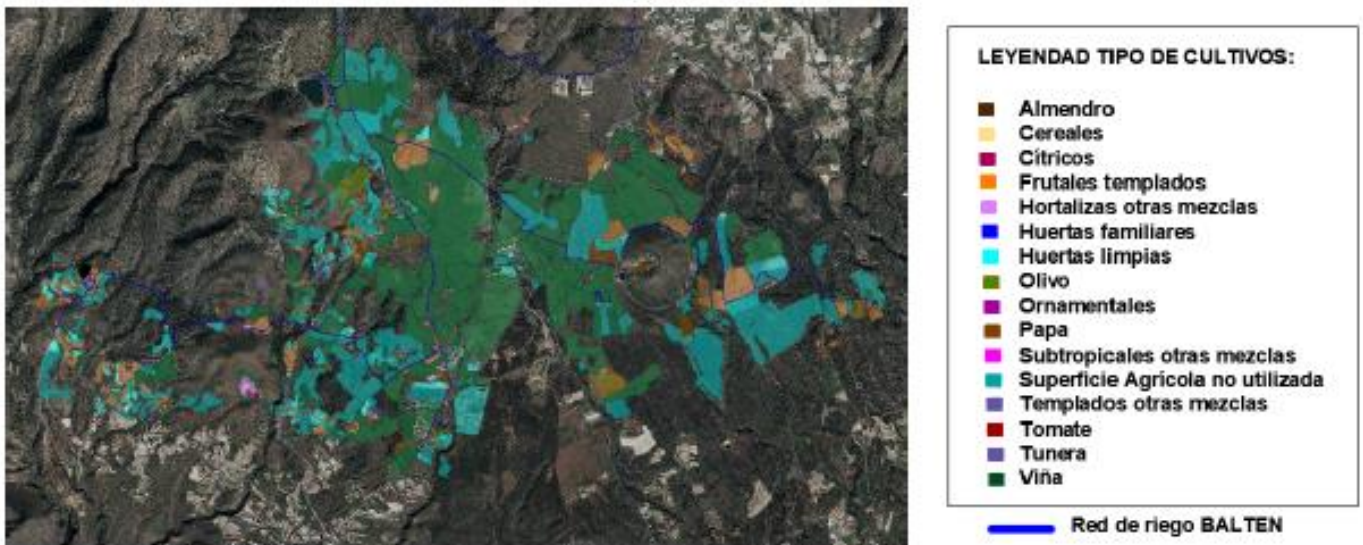 LEYENDAD TIPO DE CULTIVOS:
Almendro
Cereales
Cítricos
Frutales templados
Hortalizas otras mezclas
Huertas familiares
Huertas limpias
Olivo
Ornamentales
Papa
Subtropicales otras mezclas
Superficie Agrícola no utilizada
Templados otras mezclas
Tomate
Tunera
Viña
Red de riego BALTEN